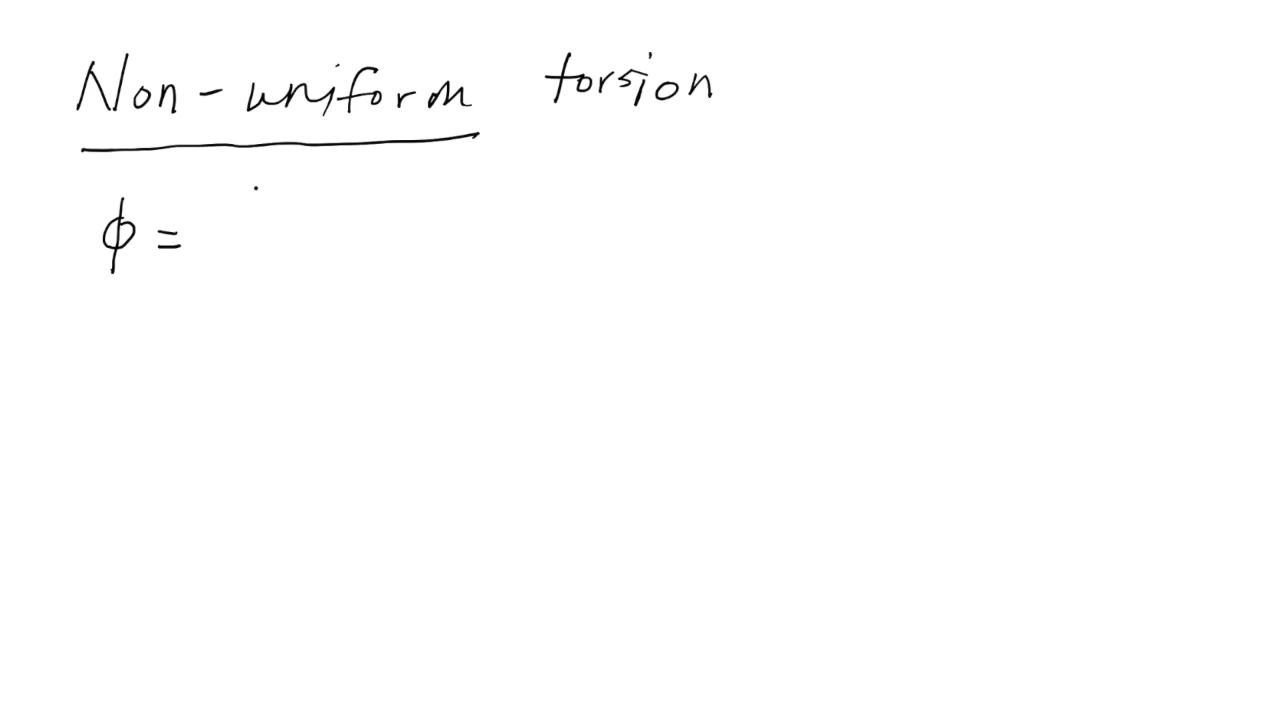 Non-uniform torsion
ϕ =